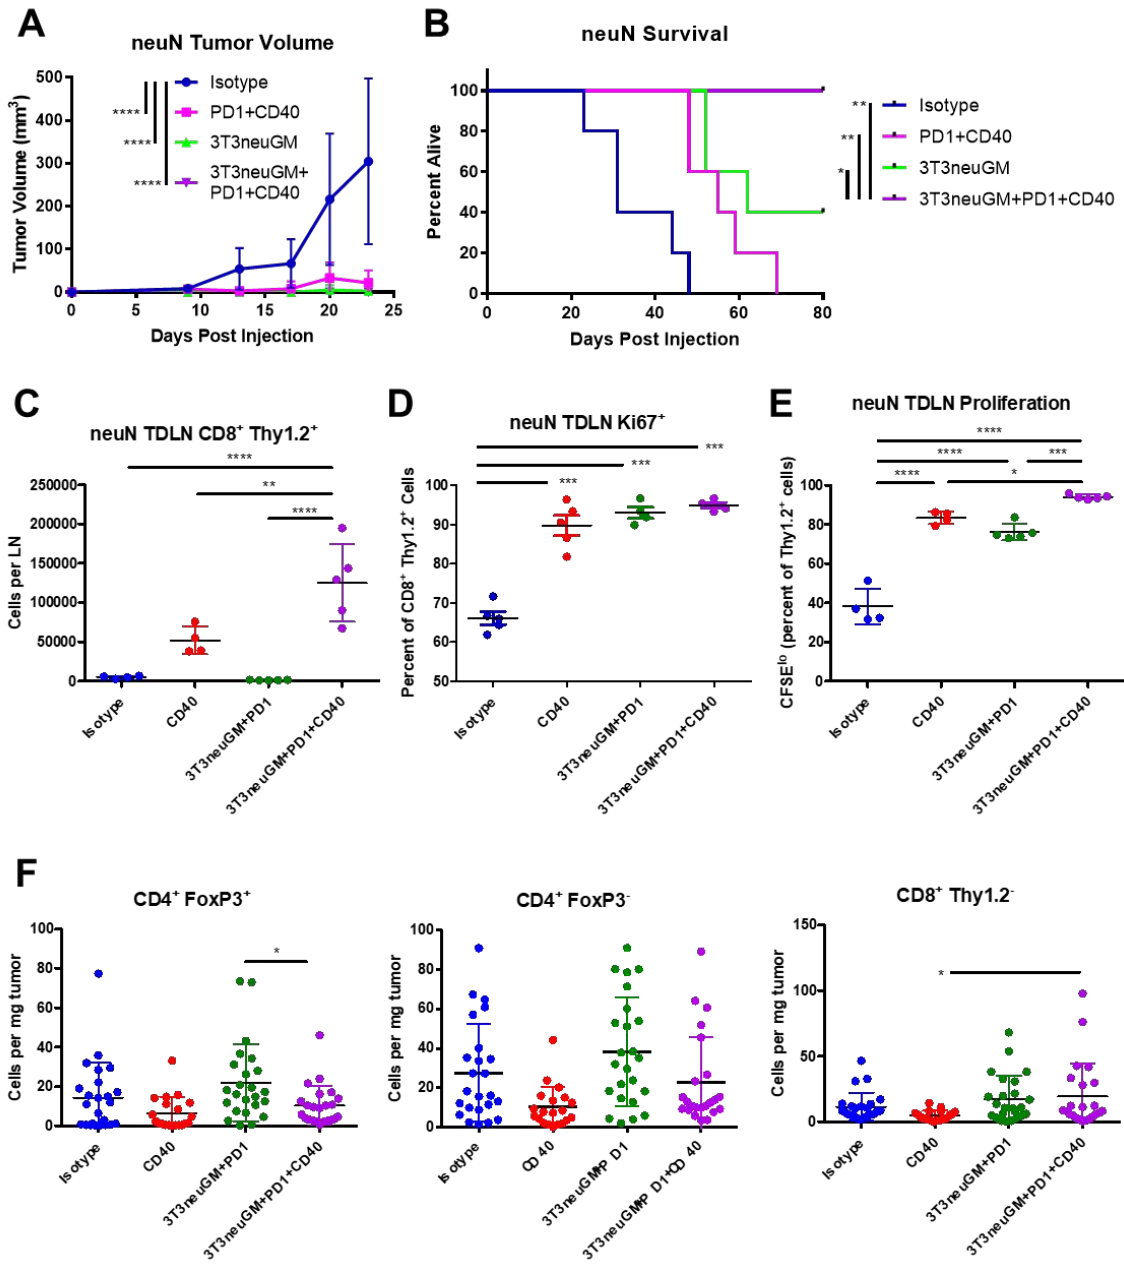 A
neuN Tumor Volume
500
400
300
200
100
0
Tumor Volume (mm³)
0
5
10
15
20
25
Days Post Injection
Isotype
PD1+CD40
3T3neuGM
3T3neuGM+
PD1+CD40
****
****
****
B
neuN Survival
100
80
60
40
20
0
Percent Alive
0
20
40
60
80
Days Post Injection
Isotype
PD1+CD40
3T3neuGM
3T3neuGM+PD1+CD40
**
**
*
C
neuN TDLN CD8⁺ Thy1.2⁺
****
**
****
250000
200000
150000
100000
50000
0
Cells per LN
Isotype
CD40
3T3neuGM+PD1
3T3neuGM+PD1+CD40
D
neuN TDLN Ki67⁺
***
***
***
100
90
80
70
60
50
Percent of CD8⁺ Thy1.2⁺ Cells
Isotype
CD40
3T3neuGM+PD1
3T3neuGM+PD1+CD40
E
neuN TDLN Proliferation
****
****
***
****
*
100
80
60
40
20
0
CFSEˡᵒ (percent of Thy1.2⁺ cells)
Isotype
CD40
3T3neuGM+PD1
3T3neuGM+PD1+CD40
F
CD4⁺ FoxP3⁺
*
100
80
60
40
20
0
Cells per mg tumor
Isotype
CD40
3T3neuGM+PD1
3T3neuGM+PD1+CD40
CD4⁺ FoxP3⁻
100
80
60
40
20
0
Cells per mg tumor
Isotype
CD40
3T3neuGM+PD1
3T3neuGM+PD1+CD40
CD8⁺ Thy1.2⁻
*
150
100
50
0
Cells per mg tumor
Isotype
CD40
3T3neuGM+PD1
3T3neuGM+PD1+CD40